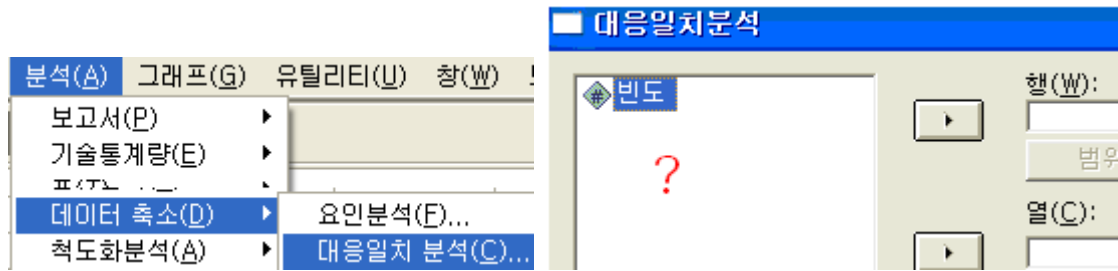 분석(A) 그래프(G) 유틸리티(U) 창(W)
보고서(P)
기술통계량(E)
데이터 축소(D)
척도화분석(A)
요인분석(F)...
대응일치 분석(C)...
대응일치분석
빈도
?
행(W):
범위
열(C):